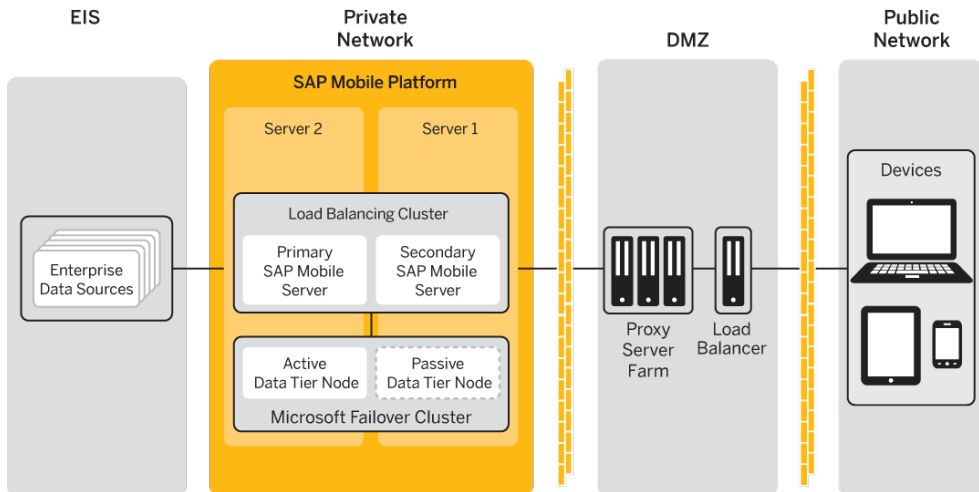 EIS
Private
Network
DMZ
Public
Network
SAP Mobile Platform
Server 2
Server 1
Load Balancing Cluster
Primary
SAP Mobile
Server
Secondary
SAP Mobile
Server
Enterprise
Data Sources
Active
Data Tier Node
Passive
Data Tier Node
Microsoft Failover Cluster
Proxy
Server
Farm
Load
Balancer
Devices